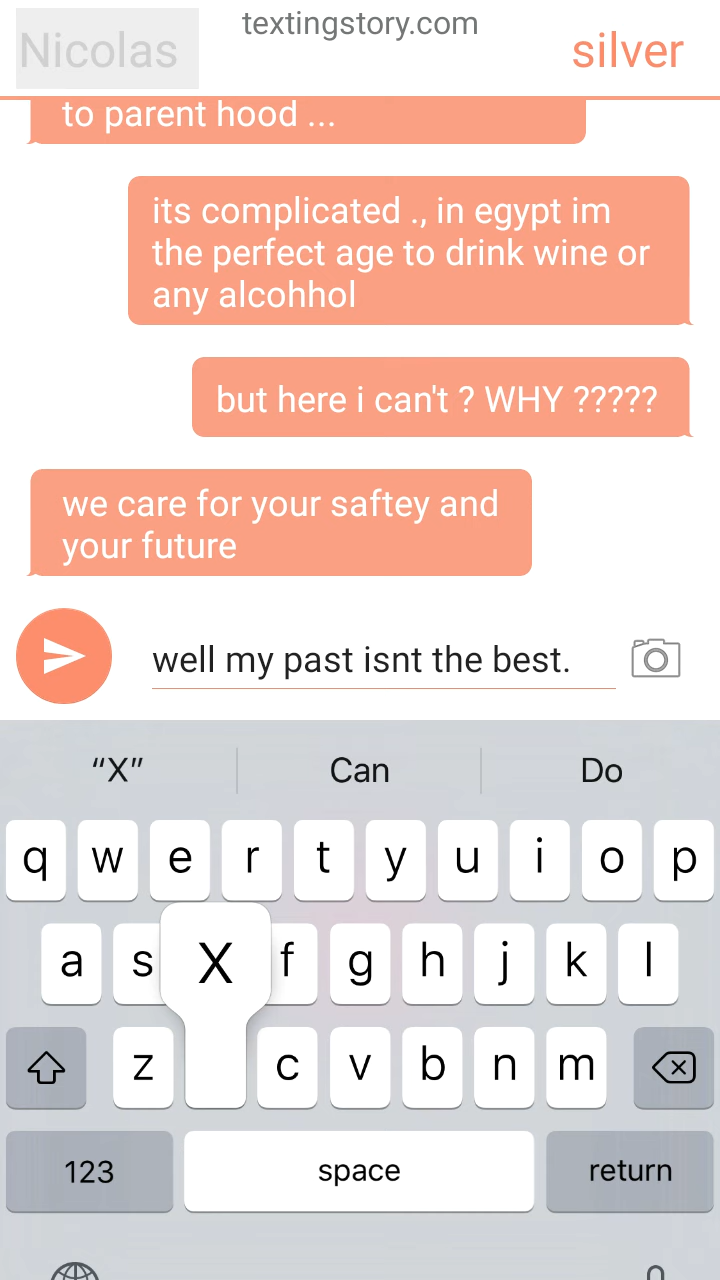 textingstory.com
Nicolas
silver
to parent hood ...
its complicated ., in egypt im
the perfect age to drink wine or
any alcohhol
but here i can't ? WHY ?????
we care for your saftey and
your future
well my past isnt the best.
“X” Can Do
q w e r t y u i o p
a s X f g h j k l
z c v b n m
123 space return